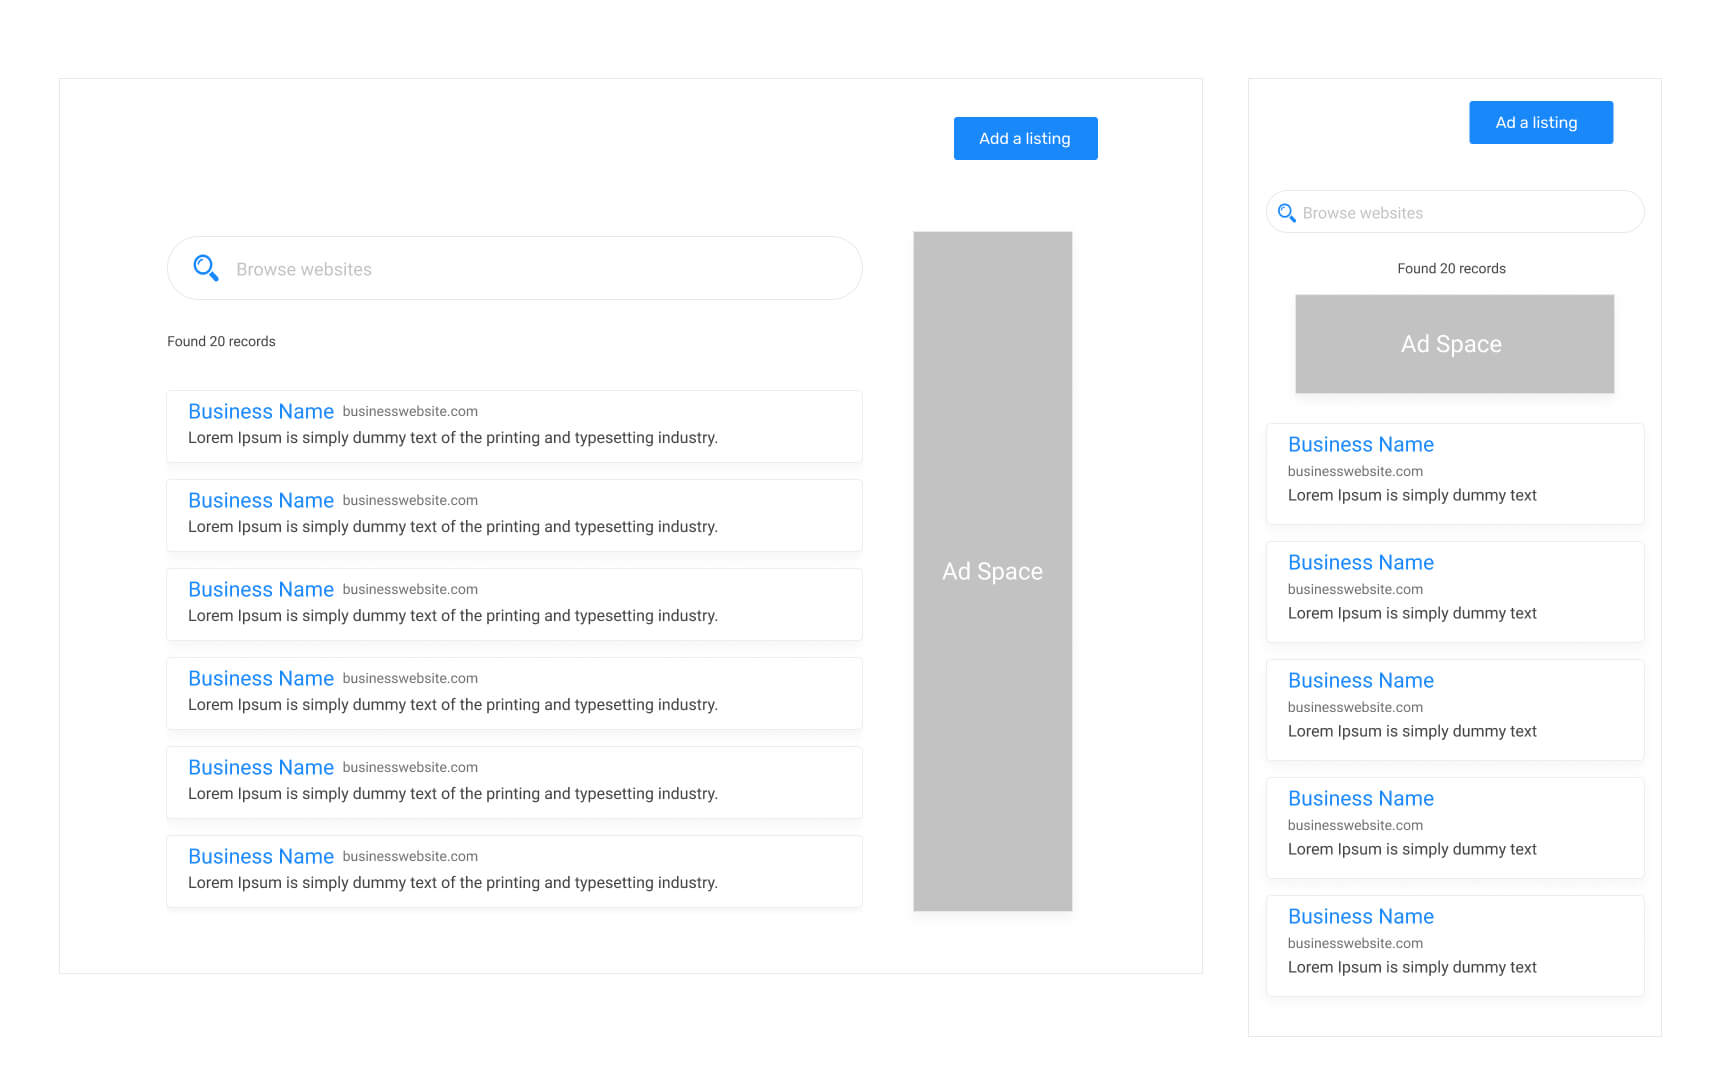 Add a listing
Browse websites
Found 20 records
Business Name businesswebsite.com
Lorem Ipsum is simply dummy text of the printing and typesetting industry.
Business Name businesswebsite.com
Lorem Ipsum is simply dummy text of the printing and typesetting industry.
Business Name businesswebsite.com
Lorem Ipsum is simply dummy text of the printing and typesetting industry.
Business Name businesswebsite.com
Lorem Ipsum is simply dummy text of the printing and typesetting industry.
Business Name businesswebsite.com
Lorem Ipsum is simply dummy text of the printing and typesetting industry.
Business Name businesswebsite.com
Lorem Ipsum is simply dummy text of the printing and typesetting industry.
Ad Space
Ad a listing
Browse websites
Found 20 records
Ad Space
Business Name
businesswebsite.com
Lorem Ipsum is simply dummy text
Business Name
businesswebsite.com
Lorem Ipsum is simply dummy text
Business Name
businesswebsite.com
Lorem Ipsum is simply dummy text
Business Name
businesswebsite.com
Lorem Ipsum is simply dummy text
Business Name
businesswebsite.com
Lorem Ipsum is simply dummy text